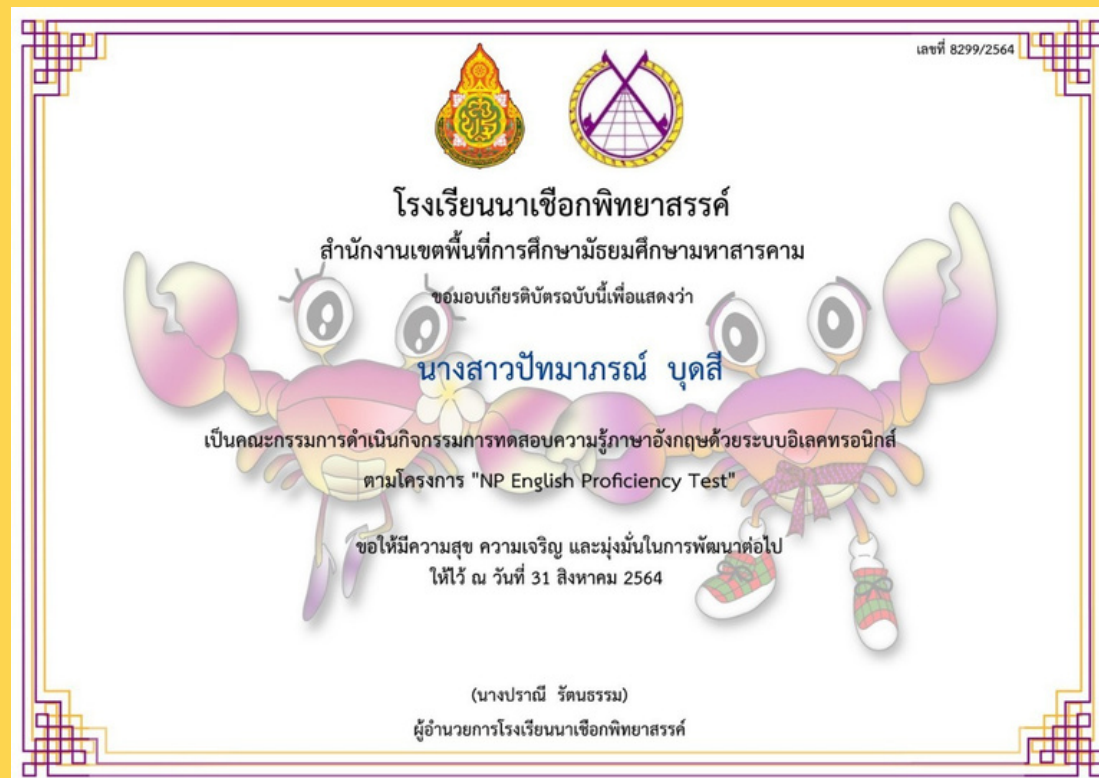 เลขที่ 8299/2564
โรงเรียนนาเชือกพิทยาสรรค์
สำนักงานเขตพื้นที่การศึกษามัธยมศึกษามหาสารคาม
ขอมอบเกียรติบัตรฉบับนี้เพื่อแสดงว่า
นางสาวปัทมาภรณ์ บุดสี
เป็นคณะกรรมการดำเนินกิจกรรมการทดสอบความรู้ภาษาอังกฤษด้วยระบบอิเลคทรอนิกส์
ตามโครงการ "NP English Proficiency Test"
ขอให้มีความสุข ความเจริญ และมุ่งมั่นในการพัฒนาต่อไป
ให้ไว้ ณ วันที่ 31 สิงหาคม 2564
(นางปราณี รัตนธรรม)
ผู้อำนวยการโรงเรียนนาเชือกพิทยาสรรค์